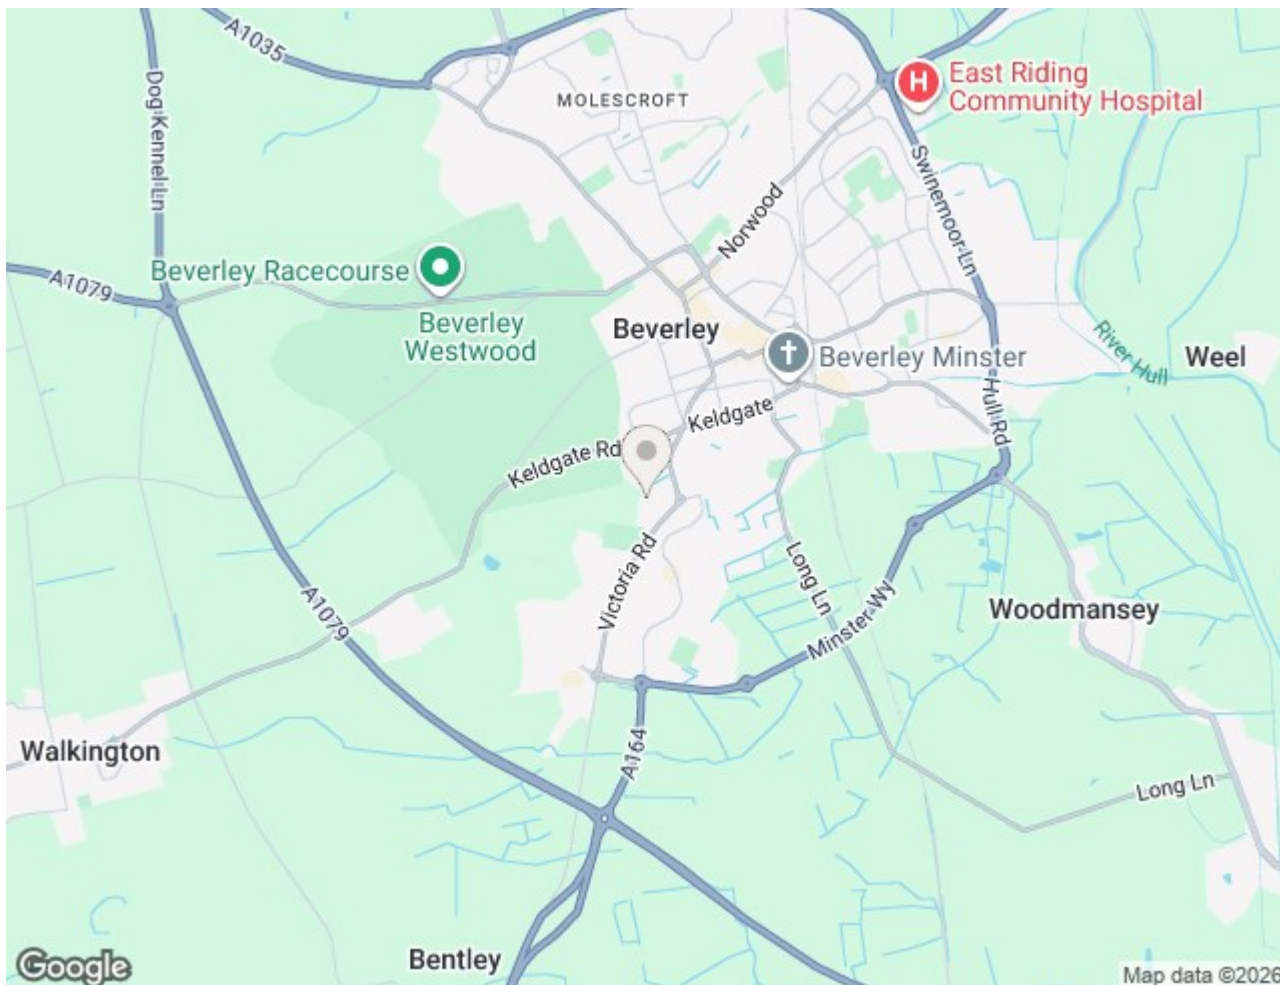 A1035
MOLESCROFT
East Riding
Community Hospital
Dog Kennel Ln
Swinemoor Ln
Norwood
Beverley Racecourse
A1079
Beverley
Westwood
Beverley
Beverley Minster
River Hull
Weel
Hull Rd
Keldgate
Keldgate Rd
Victoria Rd
Long Ln
Minster Wy
Woodmansey
A1079
Walkington
A164
Long Ln
Bentley
Google
Map data ©2026